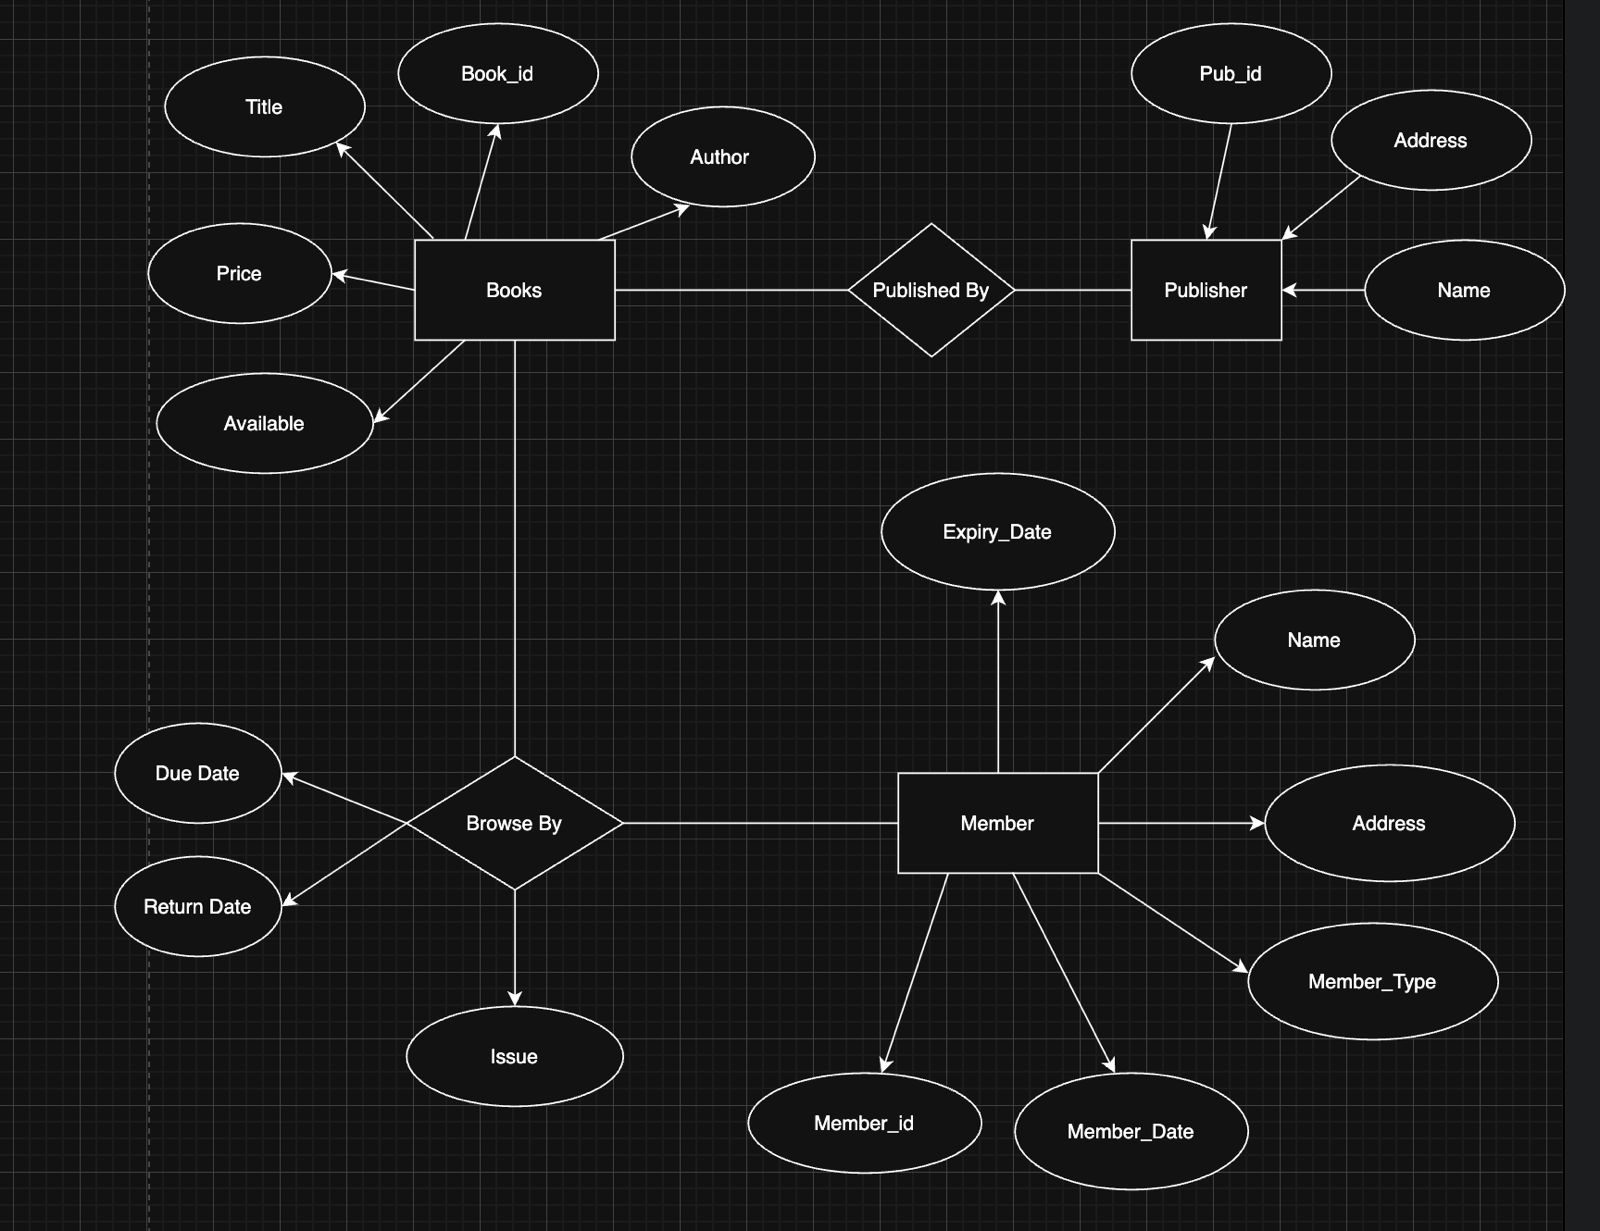 Book_id
Pub_id
Title
Address
Author
Price
Books
Published By
Publisher
Name
Available
Expiry_Date
Name
Due Date
Browse By
Member
Address
Return Date
Member_Type
Issue
Member_id
Member_Date